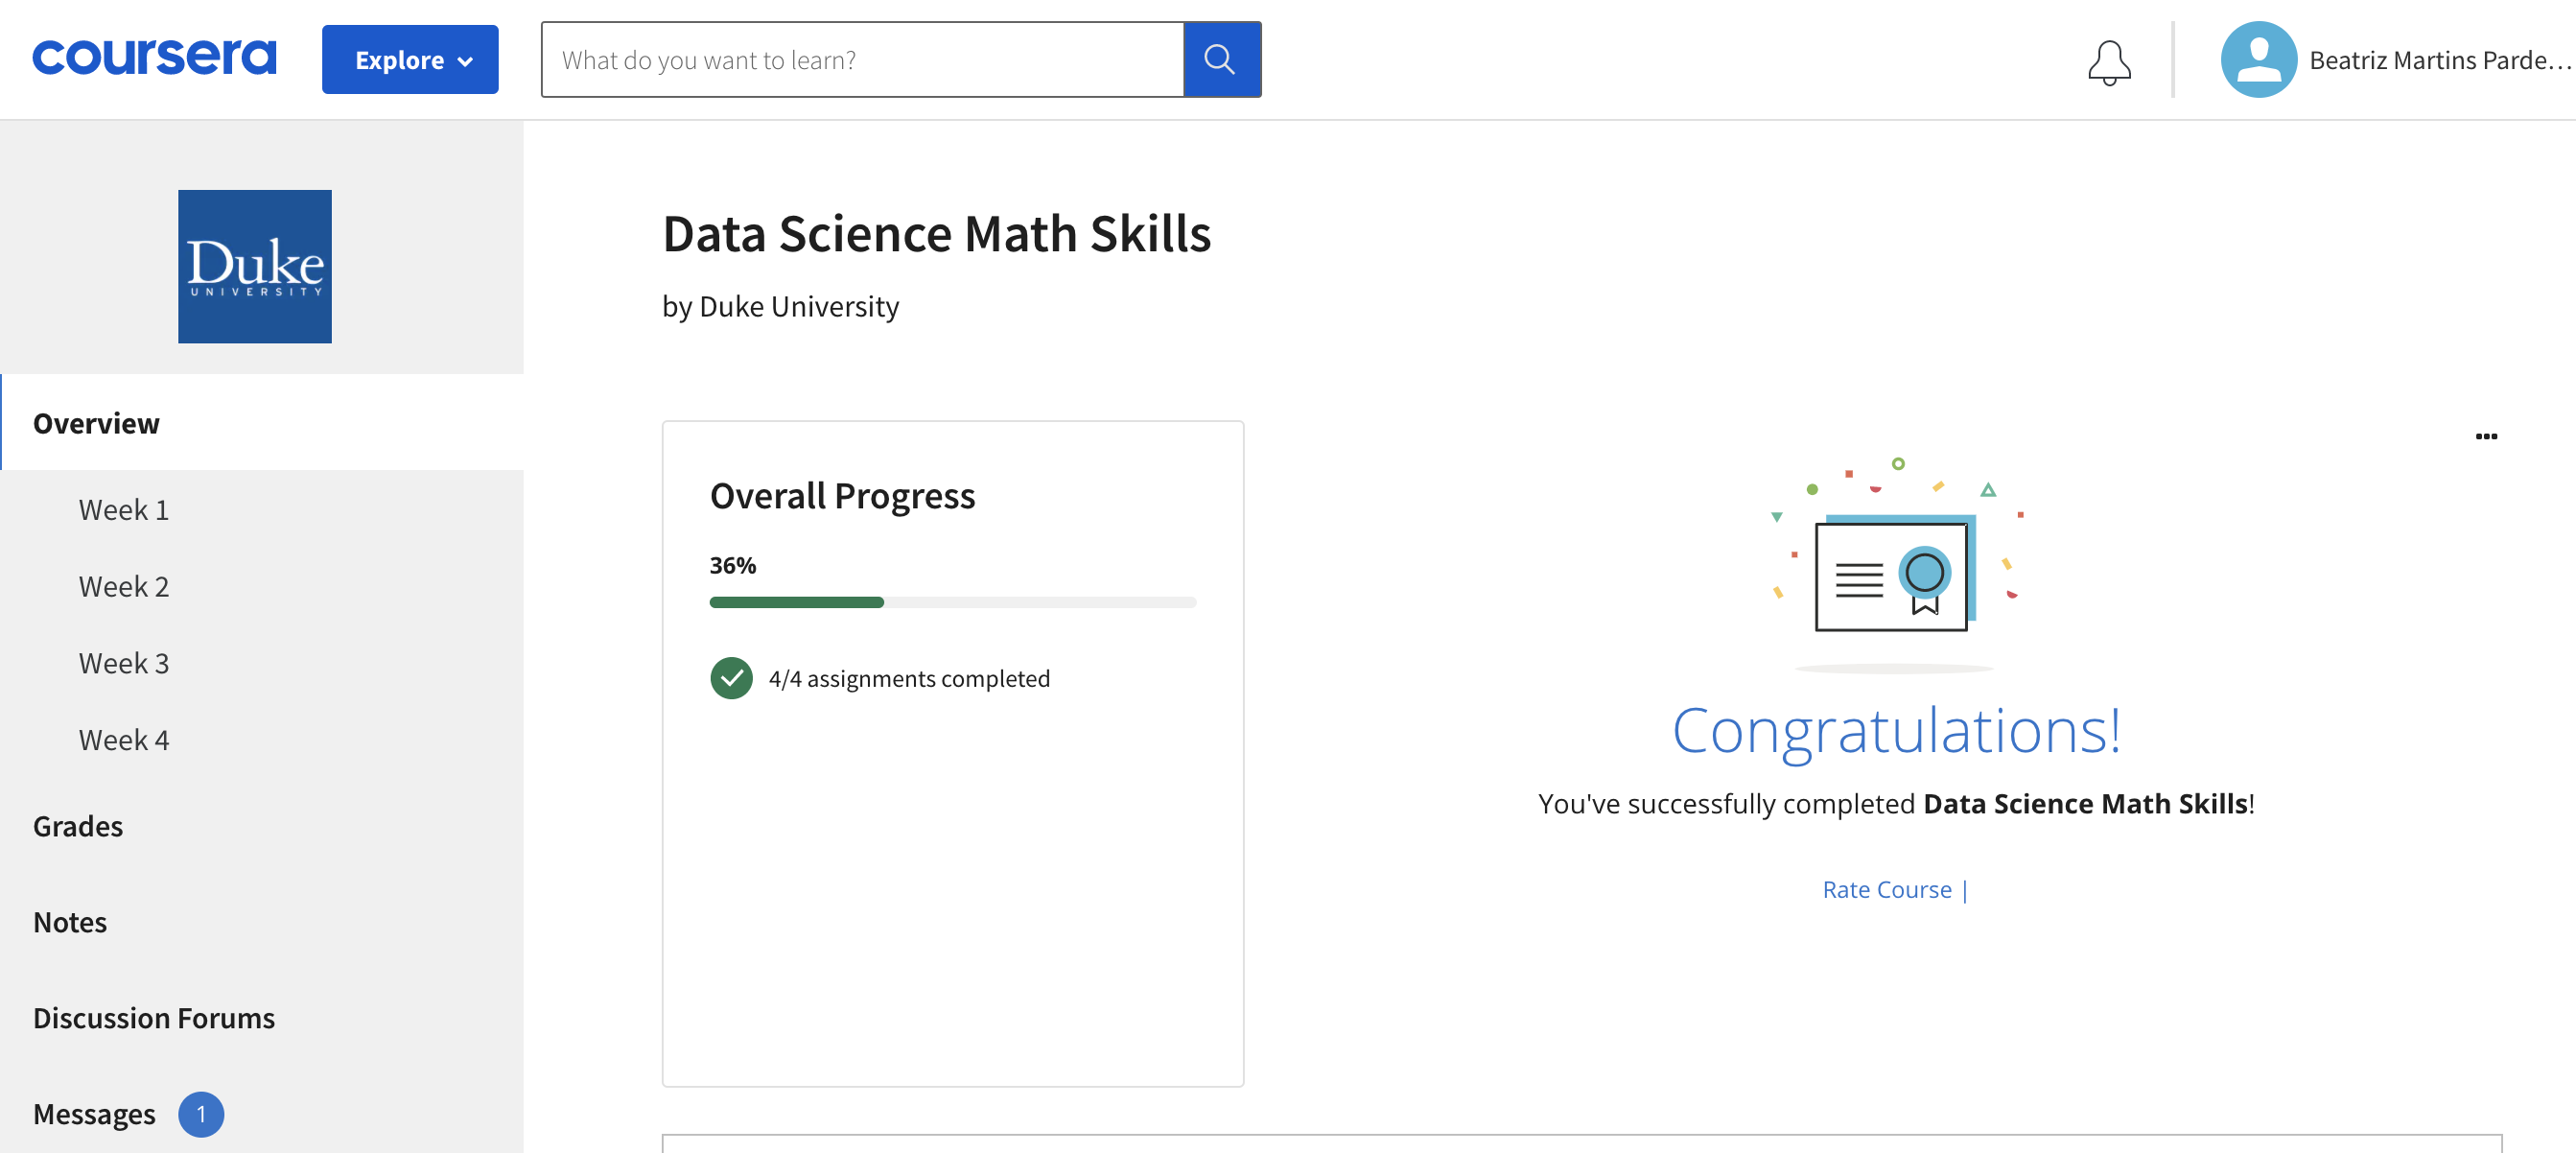 coursera
Explore
What do you want to learn?
Beatriz Martins Parde...
Duke
UNIVERSITY
Overview
Week 1
Week 2
Week 3
Week 4
Grades
Notes
Discussion Forums
Messages 1
Data Science Math Skills
by Duke University
Overall Progress
36%
4/4 assignments completed
Congratulations!
You've successfully completed Data Science Math Skills!
Rate Course |